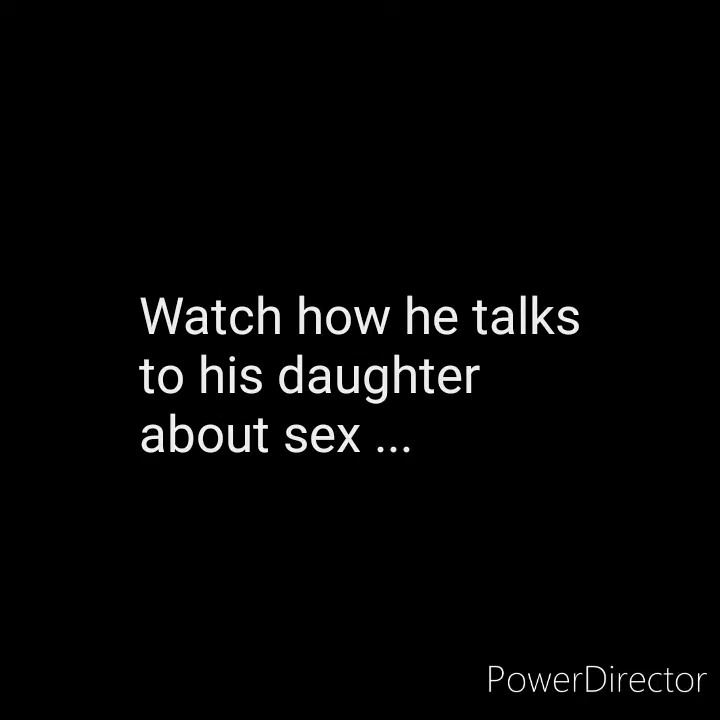 Watch how he talks
to his daughter
about sex ...
PowerDirector